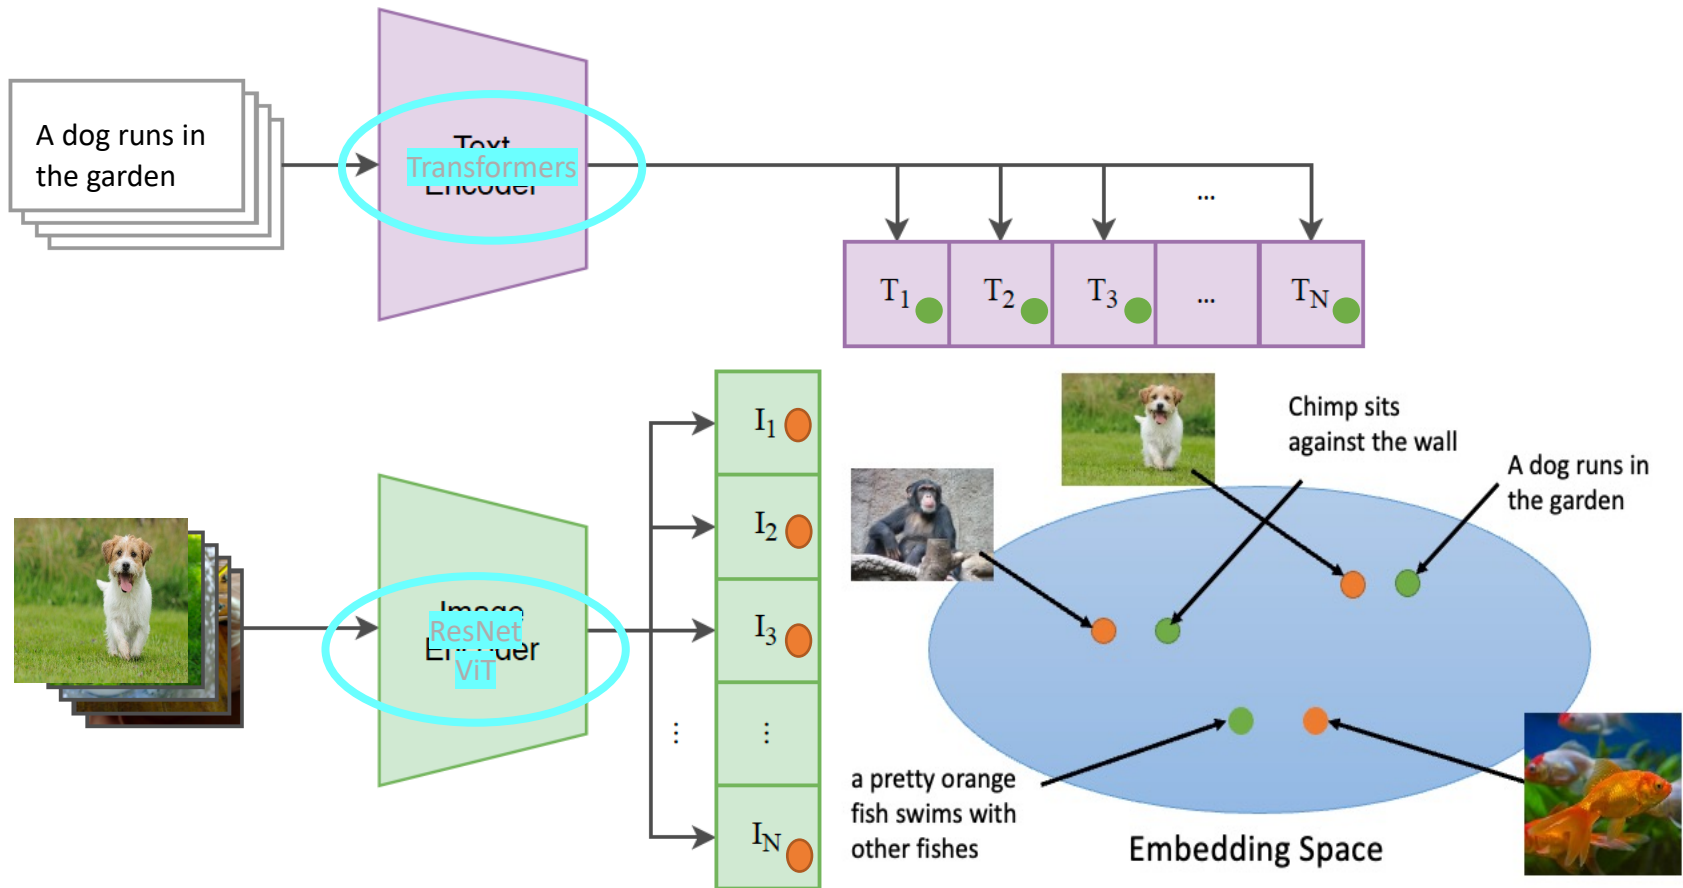 A dog runs in
the garden
Text
Transformers
Encoder
...
T1
T2
T3
...
TN
Image
ResNet
Encoder
ViT
I1
I2
I3
⋮
⋮
IN
Chimp sits
against the wall
A dog runs in
the garden
a pretty orange
fish swims with
other fishes
Embedding Space